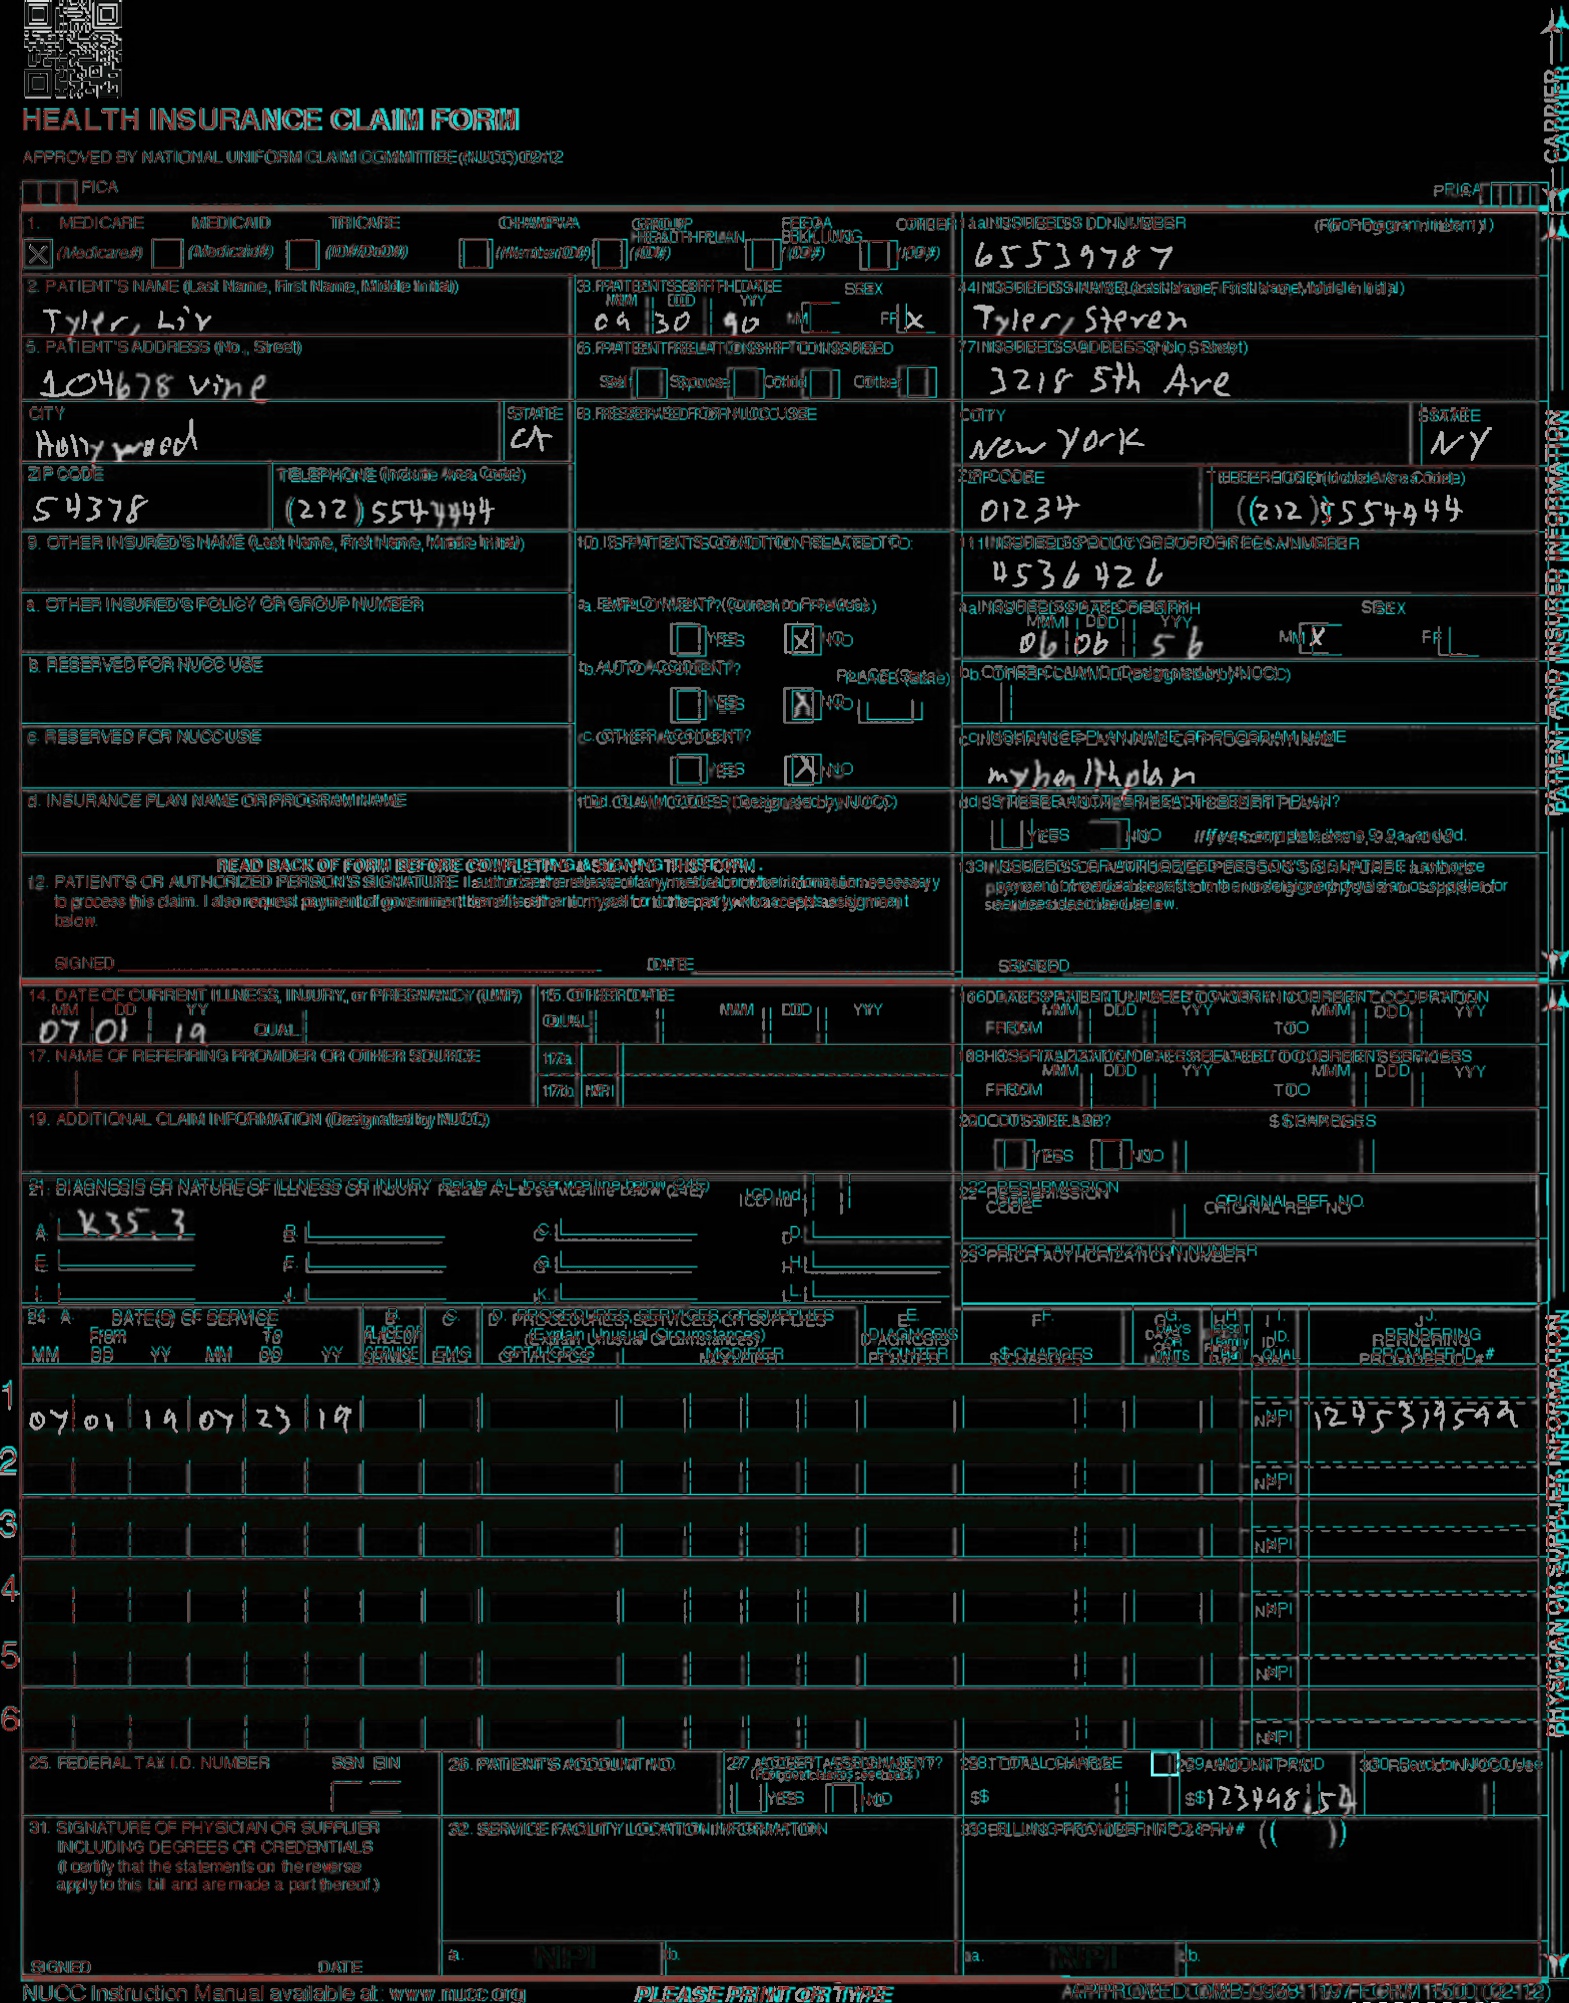 HEALTH INSURANCE CLAIM FORM
APPROVED BY NATIONAL UNIFORM CLAIM COMMITTEE (NUCC) 02/12
PICA
PICA
CARRIER
1. MEDICARE MEDICAID TRICARE CHAMPVA GROUP HEALTH PLAN FECA BLK LUNG OTHER
X (Medicare#) (Medicaid#) (ID#/DoD#) (Member ID#) (ID#) (ID#) (ID#)
1a. INSURED'S I.D. NUMBER (For Program in Item 1)
65539787
2. PATIENT'S NAME (Last Name, First Name, Middle Initial)
Tyler, Liv
3. PATIENT'S BIRTH DATE SEX
MM DD YY
09 30 90 M F X
4. INSURED'S NAME (Last Name, First Name, Middle Initial)
Tyler, Steven
5. PATIENT'S ADDRESS (No., Street)
104678 Vine
6. PATIENT RELATIONSHIP TO INSURED
Self Spouse Child Other
7. INSURED'S ADDRESS (No., Street)
3218 5th Ave
CITY
Hollywood
STATE
CA
8. RESERVED FOR NUCC USE
CITY
New York
STATE
NY
ZIP CODE
54378
TELEPHONE (Include Area Code)
(212) 5544444
ZIP CODE
01234
TELEPHONE (Include Area Code)
(212) 5554444
9. OTHER INSURED'S NAME (Last Name, First Name, Middle Initial)
10. IS PATIENT'S CONDITION RELATED TO:
11. INSURED'S POLICY GROUP OR FECA NUMBER
4536426
a. OTHER INSURED'S POLICY OR GROUP NUMBER
a. EMPLOYMENT? (Current or Previous)
YES X NO
a. INSURED'S DATE OF BIRTH SEX
MM DD YY
06 06 56 M X F
b. RESERVED FOR NUCC USE
b. AUTO ACCIDENT? PLACE (State)
YES X NO
b. OTHER CLAIM ID (Designated by NUCC)
c. RESERVED FOR NUCC USE
c. OTHER ACCIDENT?
YES X NO
c. INSURANCE PLAN NAME OR PROGRAM NAME
myhealthplan
d. INSURANCE PLAN NAME OR PROGRAM NAME
10d. CLAIM CODES (Designated by NUCC)
d. IS THERE ANOTHER HEALTH BENEFIT PLAN?
YES NO If yes, complete items 9, 9a, and 9d.
PATIENT AND INSURED INFORMATION
READ BACK OF FORM BEFORE COMPLETING & SIGNING THIS FORM.
12. PATIENT'S OR AUTHORIZED PERSON'S SIGNATURE I authorize the release of any medical or other information necessary
to process this claim. I also request payment of government benefits either to myself or to the party who accepts assignment
below.
SIGNED DATE
13. INSURED'S OR AUTHORIZED PERSON'S SIGNATURE I authorize
payment of medical benefits to the undersigned physician or supplier for
services described below.
SIGNED
14. DATE OF CURRENT ILLNESS, INJURY, or PREGNANCY (LMP)
MM DD YY
07 01 19 QUAL.
15. OTHER DATE
QUAL. MM DD YY
16. DATES PATIENT UNABLE TO WORK IN CURRENT OCCUPATION
MM DD YY MM DD YY
FROM TO
17. NAME OF REFERRING PROVIDER OR OTHER SOURCE
17a.
17b. NPI
18. HOSPITALIZATION DATES RELATED TO CURRENT SERVICES
MM DD YY MM DD YY
FROM TO
19. ADDITIONAL CLAIM INFORMATION (Designated by NUCC)
20. OUTSIDE LAB? $ CHARGES
YES NO
21. DIAGNOSIS OR NATURE OF ILLNESS OR INJURY Relate A-L to service line below (24E) ICD Ind.
A. K35.3 B. C. D.
E. F. G. H.
I. J. K. L.
22. RESUBMISSION CODE ORIGINAL REF. NO.
23. PRIOR AUTHORIZATION NUMBER
24. A. DATE(S) OF SERVICE B. C. D. PROCEDURES, SERVICES, OR SUPPLIES E. F. G. H. I. J.
From To PLACE OF SERVICE EMG (Explain Unusual Circumstances) DIAGNOSIS POINTER $ CHARGES DAYS OR UNITS EPSDT Family Plan ID. QUAL. RENDERING PROVIDER ID. #
MM DD YY MM DD YY CPT/HCPCS MODIFIER
1 07 01 19 07 23 19 NPI 1245319599
2 NPI
3 NPI
4 NPI
5 NPI
6 NPI
PHYSICIAN OR SUPPLIER INFORMATION
25. FEDERAL TAX I.D. NUMBER SSN EIN
26. PATIENT'S ACCOUNT NO.
27. ACCEPT ASSIGNMENT?
(For govt. claims, see back)
YES NO
28. TOTAL CHARGE
$
29. AMOUNT PAID
$ 123498.54
30. Rsvd for NUCC Use
31. SIGNATURE OF PHYSICIAN OR SUPPLIER
INCLUDING DEGREES OR CREDENTIALS
(I certify that the statements on the reverse
apply to this bill and are made a part thereof.)
SIGNED DATE
32. SERVICE FACILITY LOCATION INFORMATION
a. NPI b.
33. BILLING PROVIDER INFO & PH # ( )
a. NPI b.
NUCC Instruction Manual available at: www.nucc.org
PLEASE PRINT OR TYPE